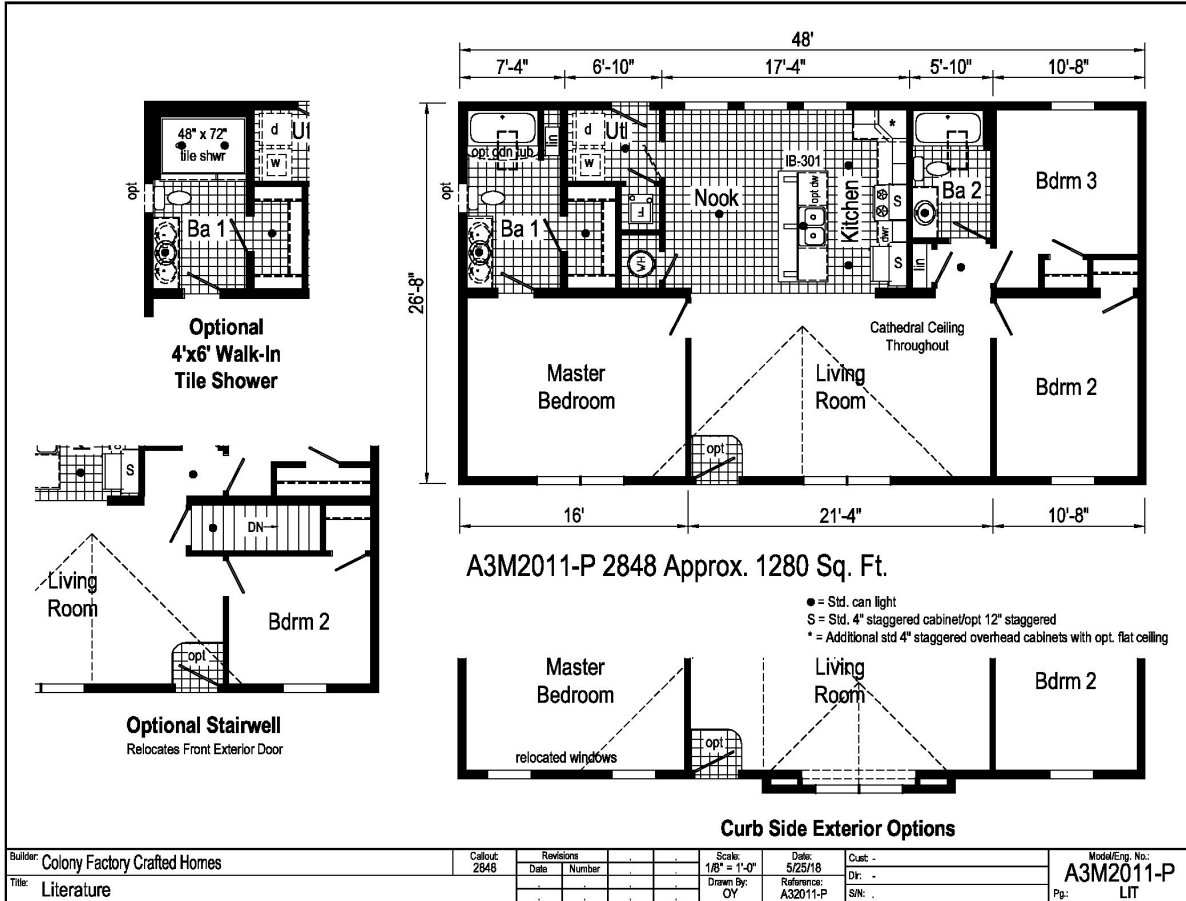 48'
7'-4" 6'-10" 17'-4" 5'-10" 10'-8"
26'-8"
opt
opt gdn tub
lin
d
w
Utl
Ba 1
F
WH
Nook
IB-301
opt dw
Kitchen
*
S
dwr
S
lin
Ba 2
Bdrm 3
Master
Bedroom
opt
Living
Room
Cathedral Ceiling
Throughout
Bdrm 2
16' 21'-4" 10'-8"
48" x 72"
tile shwr
d
w
Utl
opt
Ba 1
Optional
4'x6' Walk-In
Tile Shower
S
DN
Living
Room
opt
Bdrm 2
Optional Stairwell
Relocates Front Exterior Door
A3M2011-P 2848 Approx. 1280 Sq. Ft.
● = Std. can light
S = Std. 4" staggered cabinet/opt 12" staggered
* = Additional std 4" staggered overhead cabinets with opt. flat ceiling
Master
Bedroom
relocated windows
opt
Living
Room
Bdrm 2
Curb Side Exterior Options
Builder: Colony Factory Crafted Homes
Title: Literature
Callout:
2848
Revisions
Date Number
Scale:
1/8" = 1'-0"
Drawn By:
OY
Date:
5/25/18
Reference:
A32011-P
Cust: -
Dir: -
S/N: .
Model/Eng. No.:
A3M2011-P
Pg.: LIT